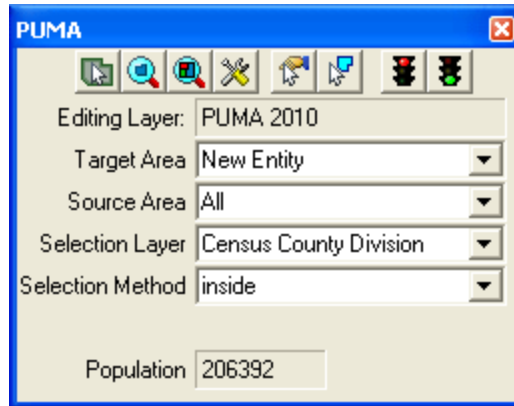 PUMA
Editing Layer: PUMA 2010
Target Area New Entity
Source Area All
Selection Layer Census County Division
Selection Method inside
Population 206392